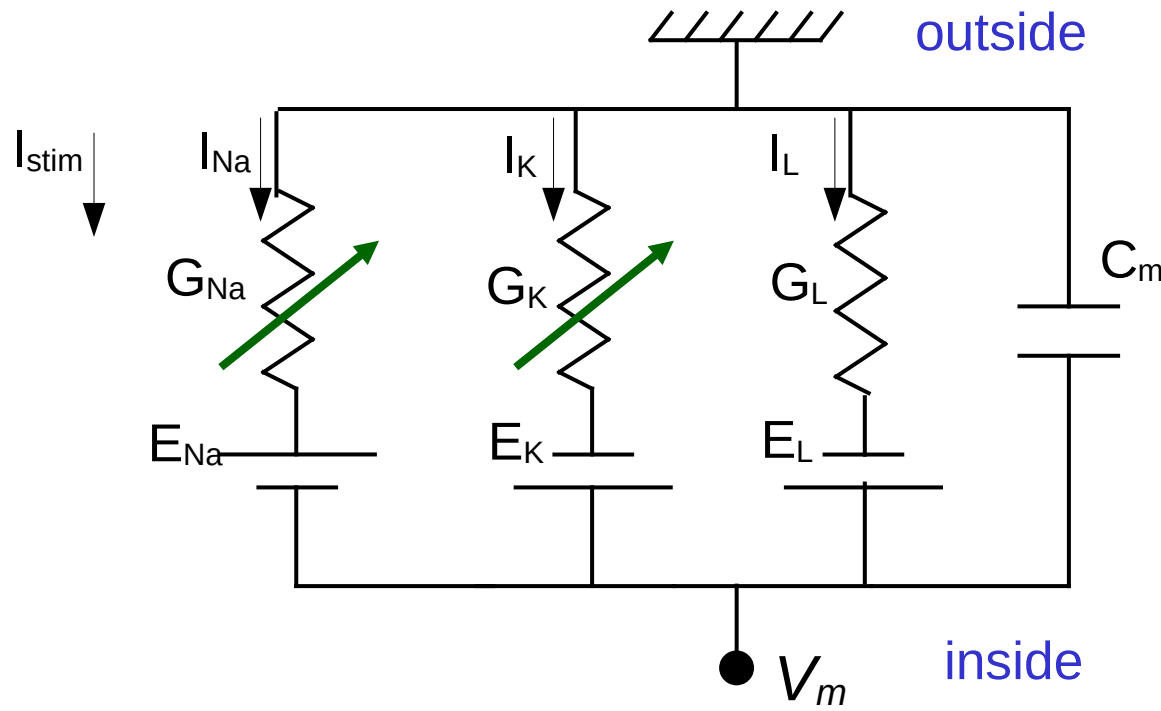 outside
Istim
INa
IK
IL
GNa
GK
GL
Cm
ENa
EK
EL
inside
Vm